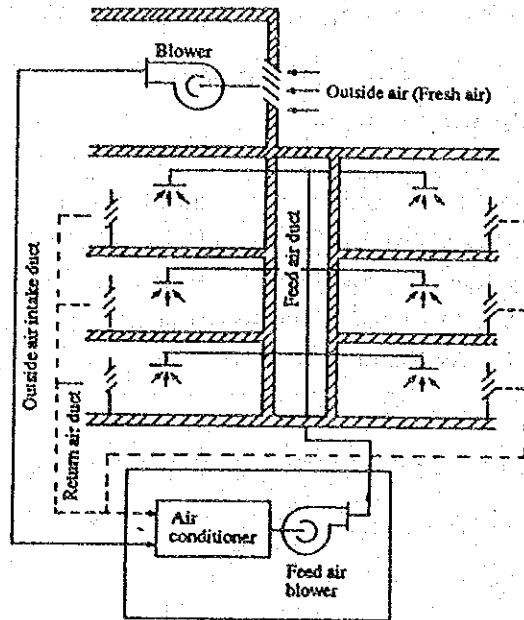 Blower
Outside air (Fresh air)
Outside air intake duct
Return air duct
Feed air duct
Air
conditioner
Feed air
blower